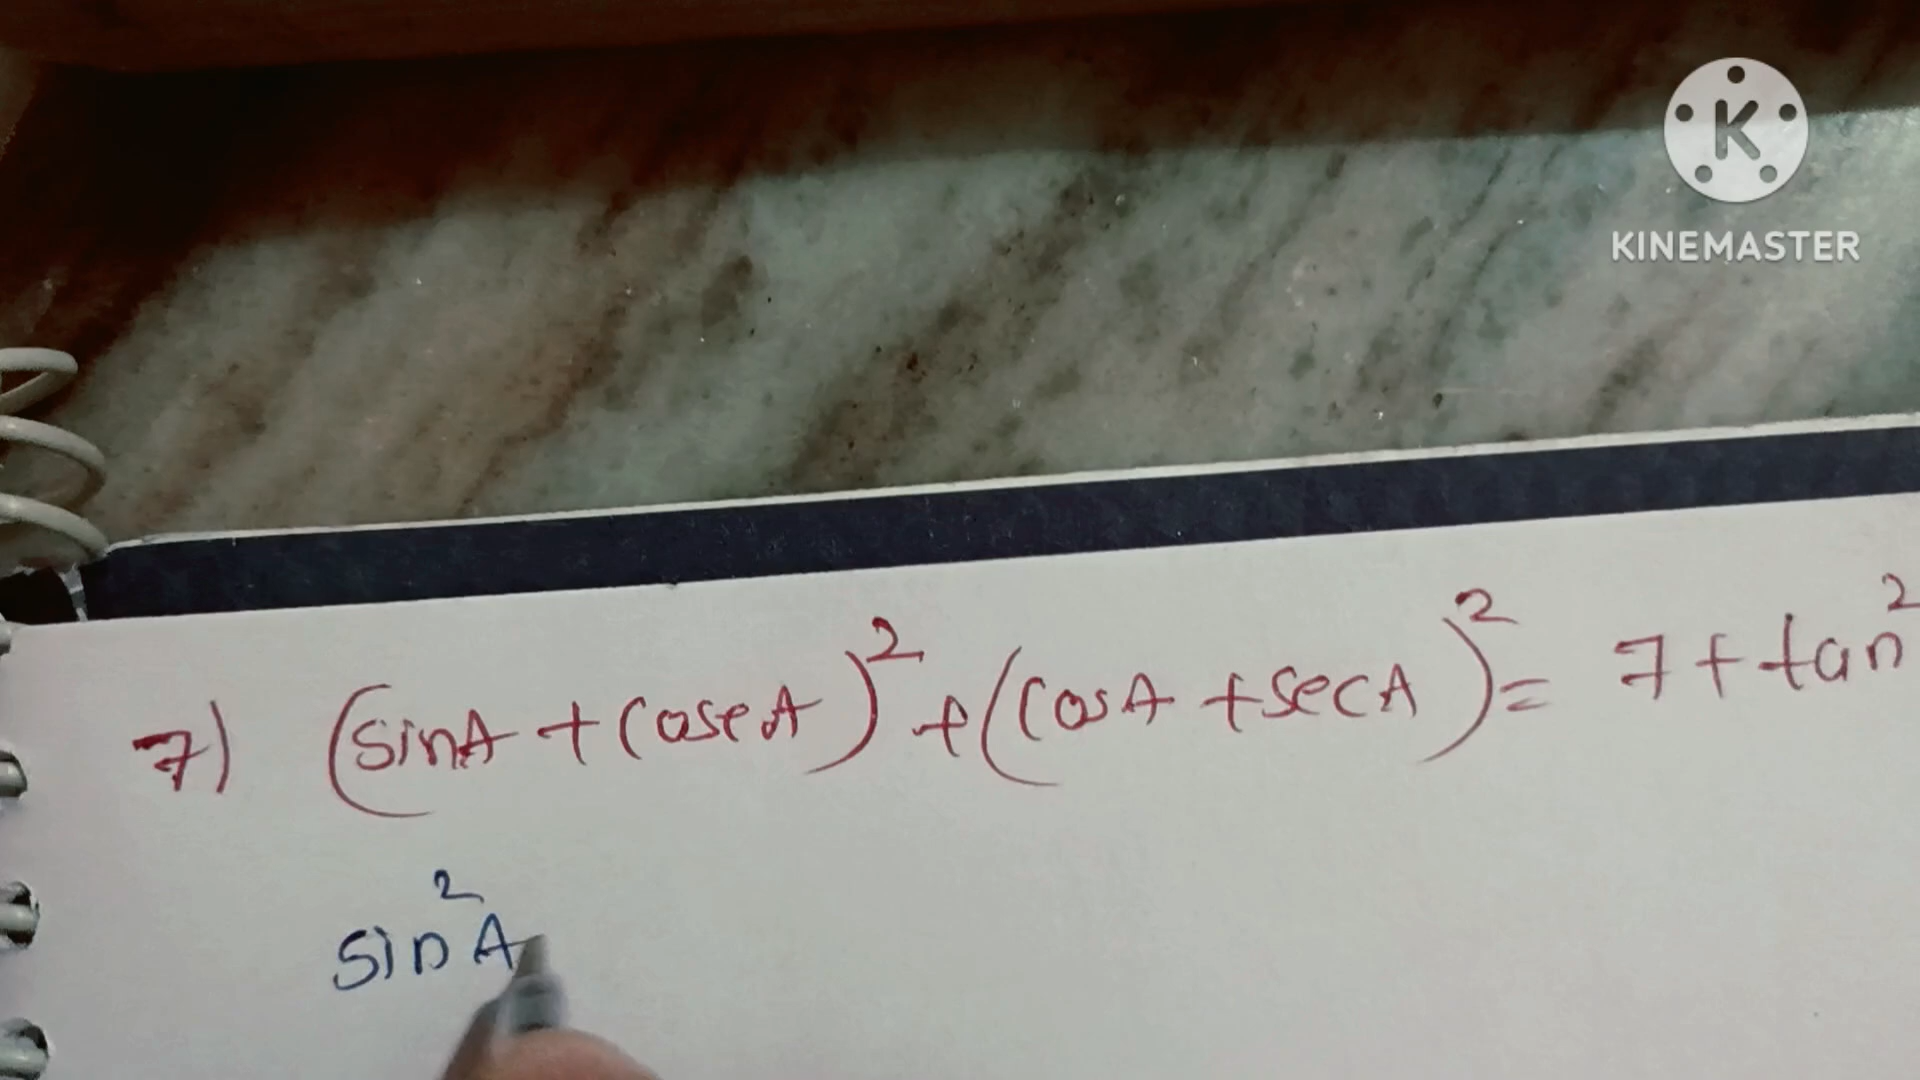 K
KINEMASTER
7) (sinA + cosecA)² + (cosA + secA)² = 7 + tan²
sin²A